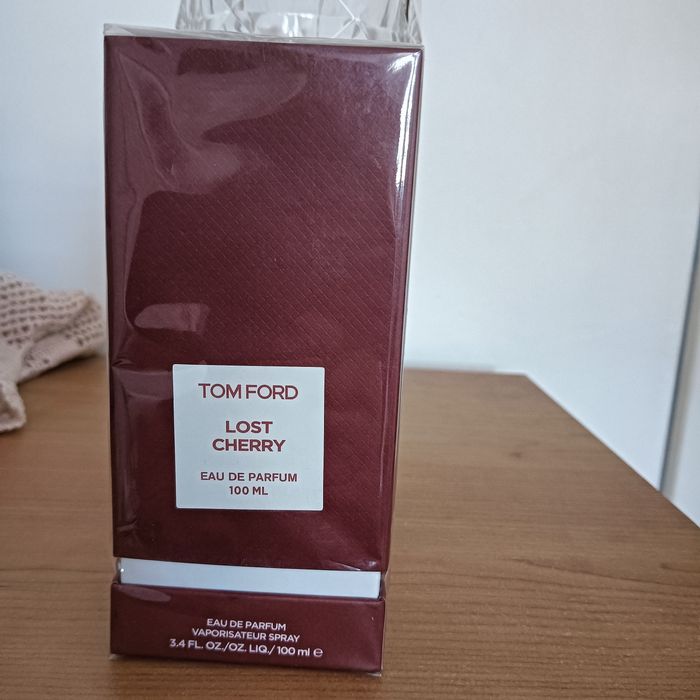 TOM FORD
LOST
CHERRY
EAU DE PARFUM
100 ML
EAU DE PARFUM
VAPORISATEUR SPRAY
3.4 FL. OZ./OZ. LIQ./ 100 ml ℮